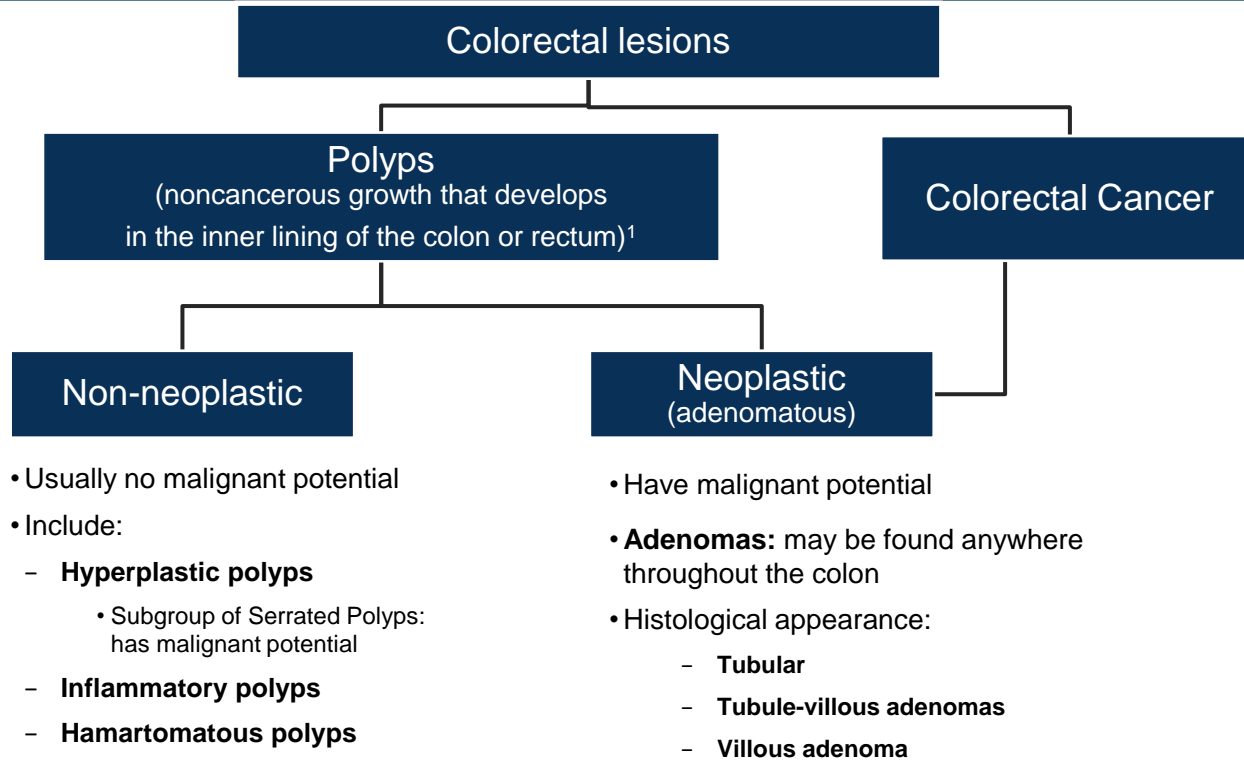 Colorectal lesions
Polyps
(noncancerous growth that develops
in the inner lining of the colon or rectum)¹
Colorectal Cancer
Non-neoplastic
Neoplastic
(adenomatous)
• Usually no malignant potential
• Include:
– Hyperplastic polyps
• Subgroup of Serrated Polyps:
has malignant potential
– Inflammatory polyps
– Hamartomatous polyps
• Have malignant potential
• Adenomas: may be found anywhere
throughout the colon
• Histological appearance:
– Tubular
– Tubule-villous adenomas
– Villous adenoma